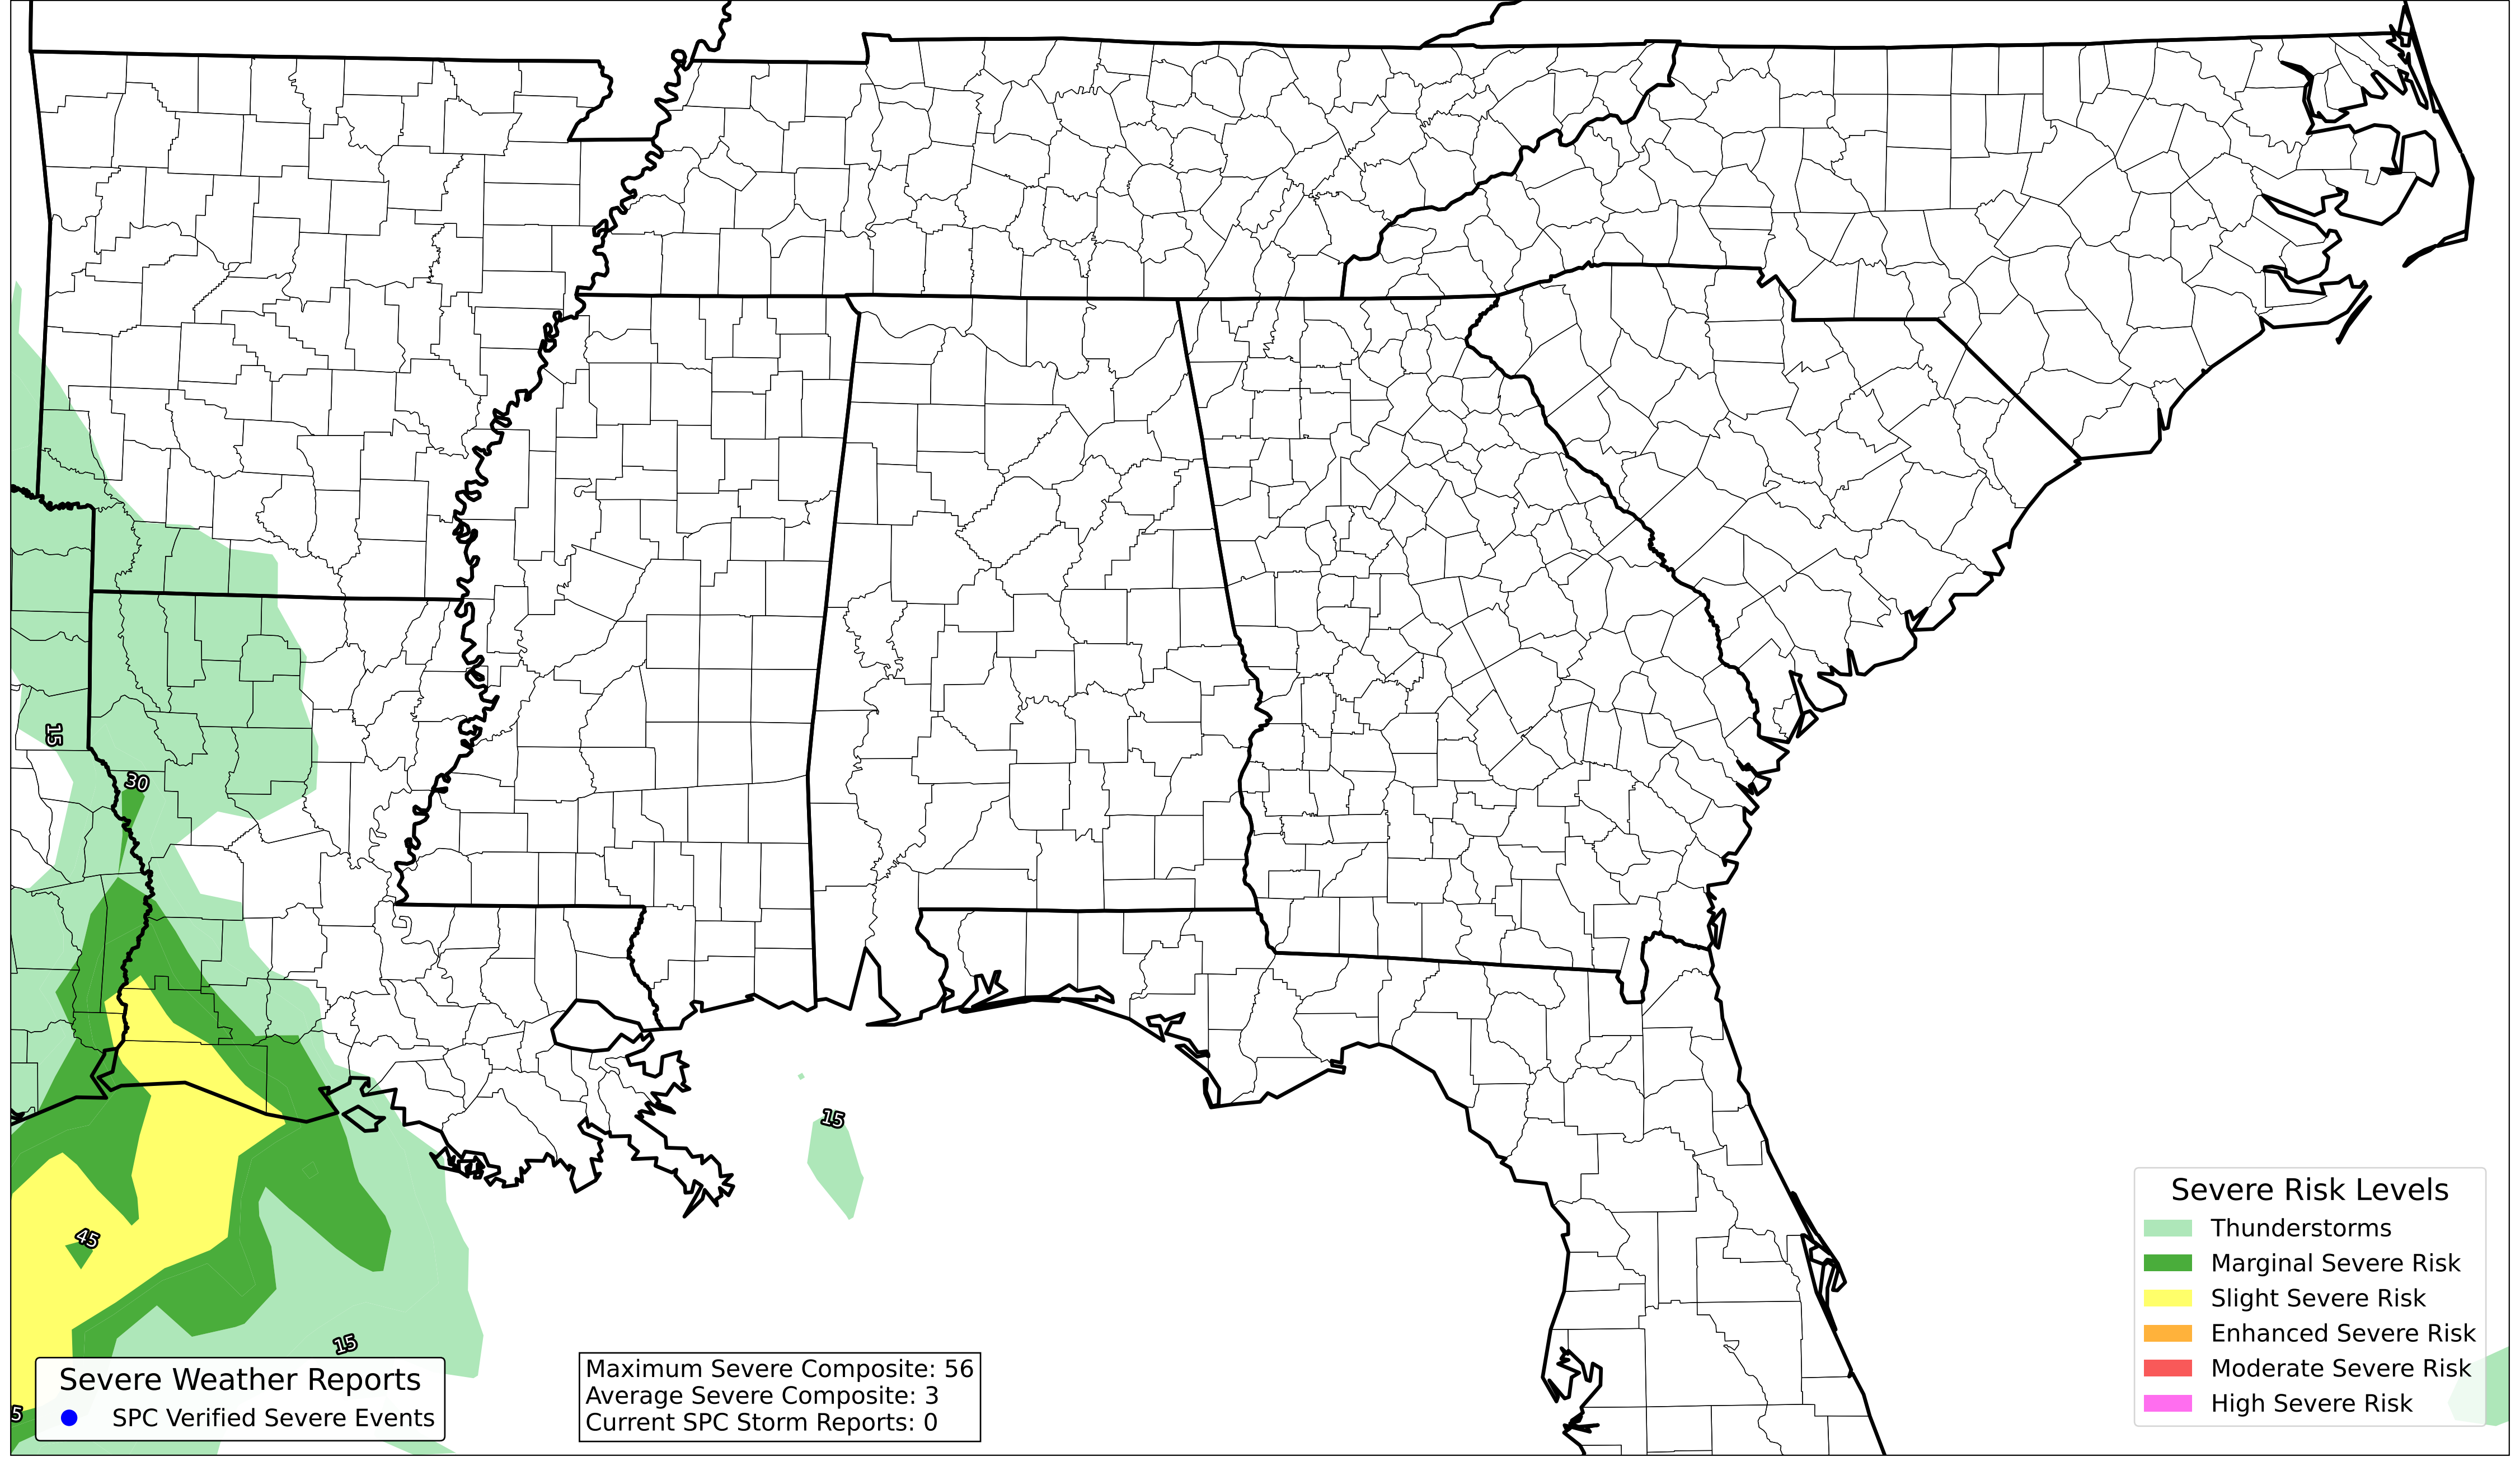 15
30
15
45
15
5
Severe Weather Reports
SPC Verified Severe Events
Maximum Severe Composite: 56
Average Severe Composite: 3
Current SPC Storm Reports: 0
Severe Risk Levels
Thunderstorms
Marginal Severe Risk
Slight Severe Risk
Enhanced Severe Risk
Moderate Severe Risk
High Severe Risk